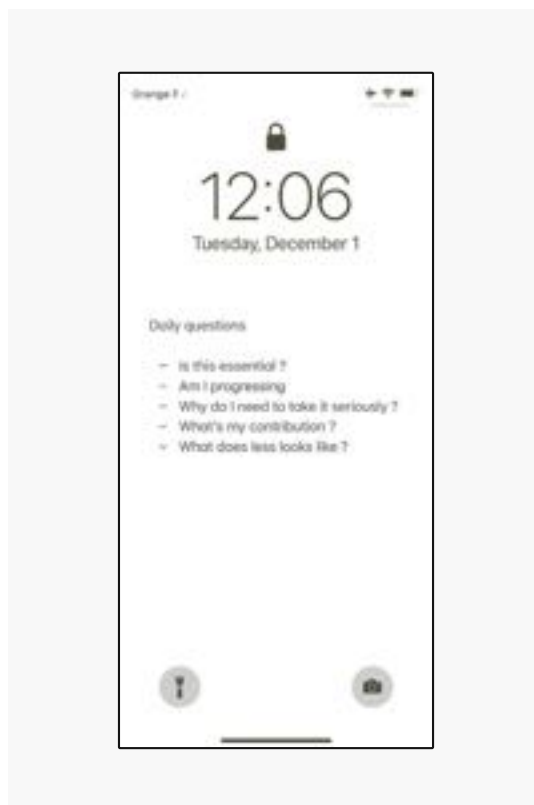 Orange F
12:06
Tuesday, December 1
Daily questions
– Is this essential ?
– Am I progressing
– Why do I need to take it seriously ?
– What's my contribution ?
– What does less looks like ?